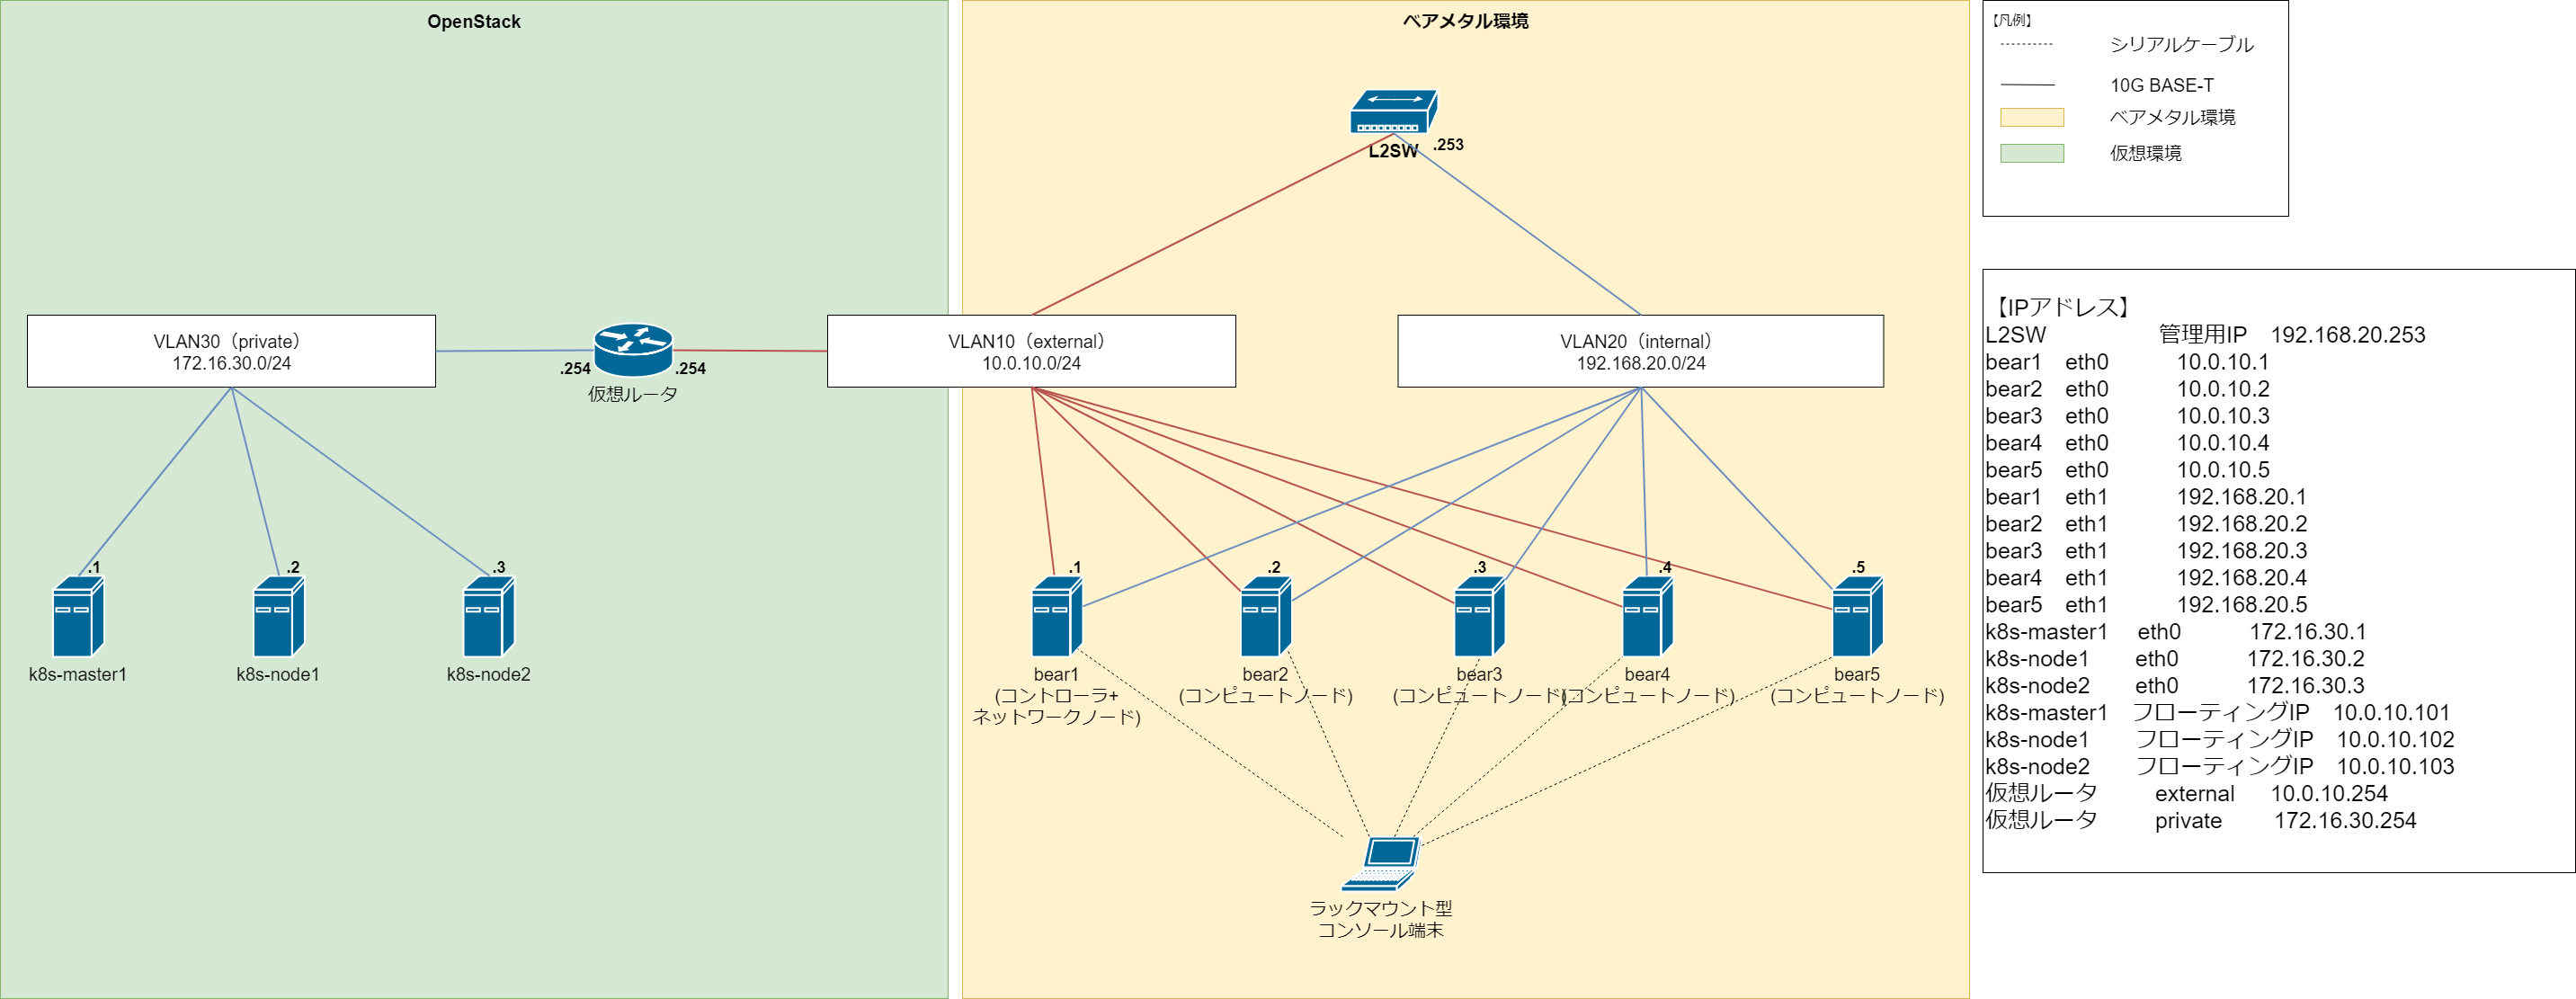 OpenStack
ベアメタル環境
L2SW
.253
VLAN30（private）
172.16.30.0/24
.254
.254
仮想ルータ
VLAN10（external）
10.0.10.0/24
VLAN20（internal）
192.168.20.0/24
.1
.2
.3
k8s-master1
k8s-node1
k8s-node2
.1
.2
.3
.4
.5
bear1
(コントローラ+
ネットワークノード)
bear2
(コンピュートノード)
bear3
(コンピュートノード)
bear4
(コンピュートノード)
bear5
(コンピュートノード)
ラックマウント型
コンソール端末
【凡例】
シリアルケーブル
10G BASE-T
ベアメタル環境
仮想環境
【IPアドレス】
L2SW 管理用IP 192.168.20.253
bear1 eth0 10.0.10.1
bear2 eth0 10.0.10.2
bear3 eth0 10.0.10.3
bear4 eth0 10.0.10.4
bear5 eth0 10.0.10.5
bear1 eth1 192.168.20.1
bear2 eth1 192.168.20.2
bear3 eth1 192.168.20.3
bear4 eth1 192.168.20.4
bear5 eth1 192.168.20.5
k8s-master1 eth0 172.16.30.1
k8s-node1 eth0 172.16.30.2
k8s-node2 eth0 172.16.30.3
k8s-master1 フローティングIP 10.0.10.101
k8s-node1 フローティングIP 10.0.10.102
k8s-node2 フローティングIP 10.0.10.103
仮想ルータ external 10.0.10.254
仮想ルータ private 172.16.30.254